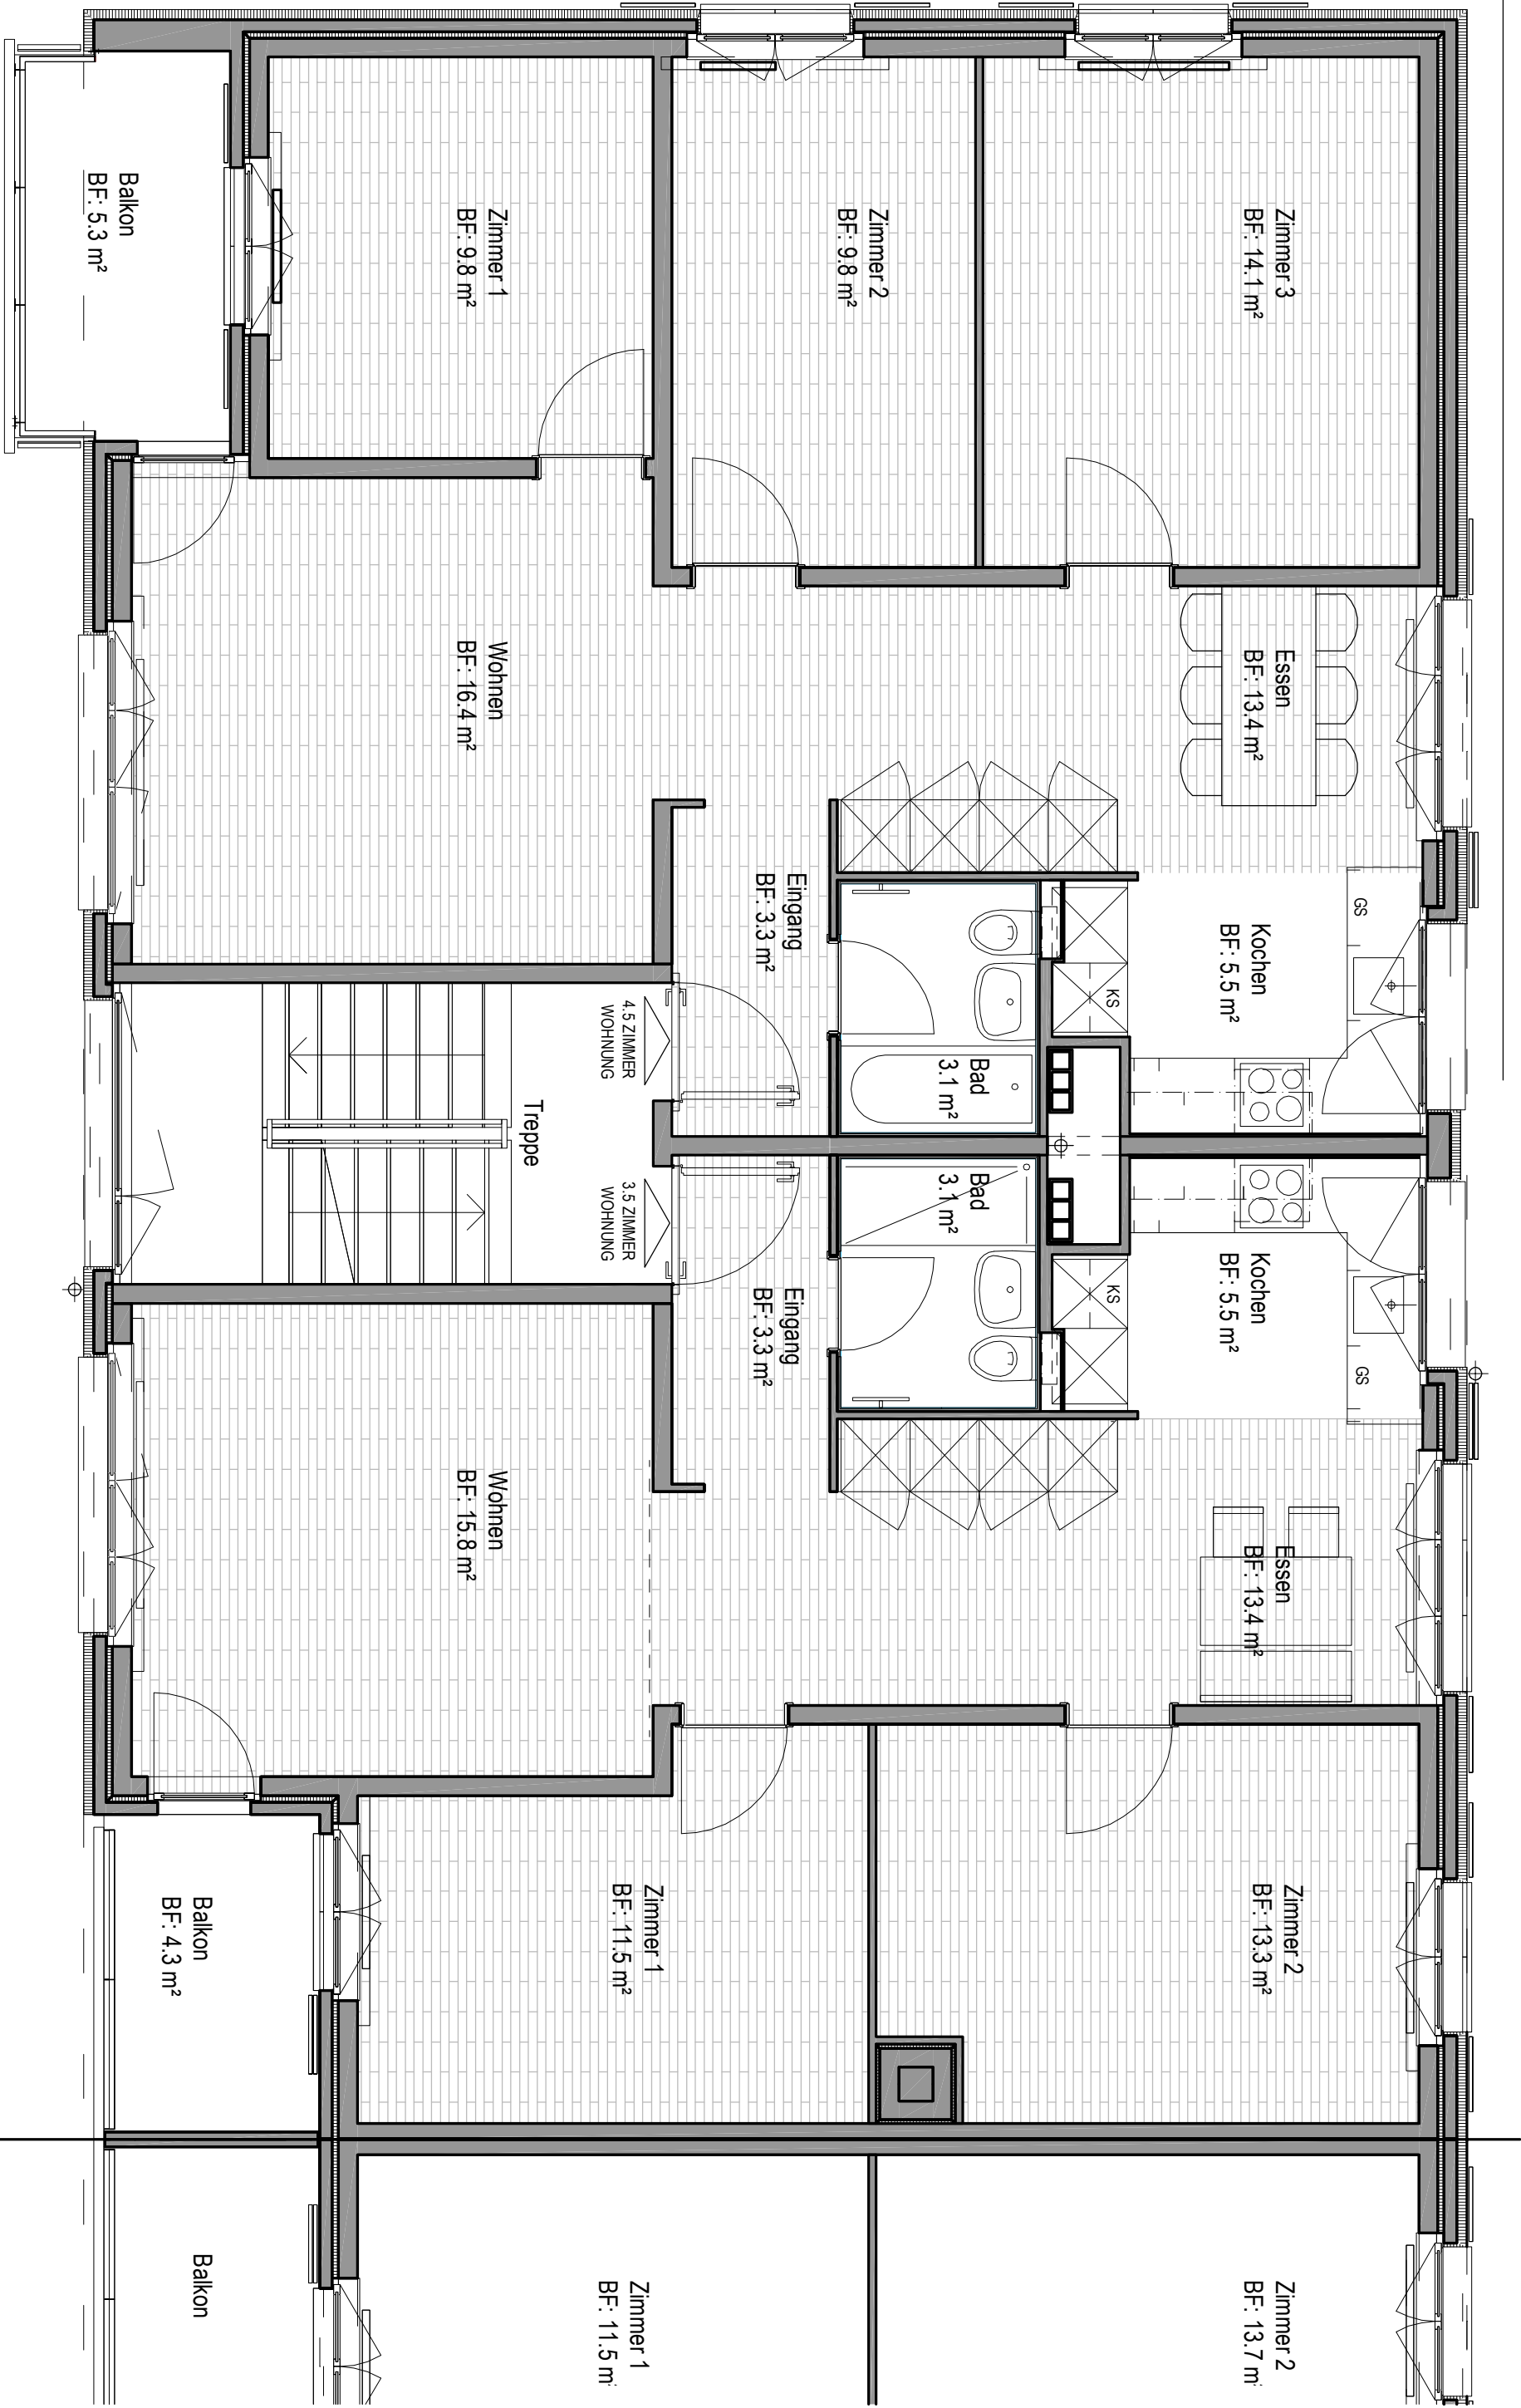 Zimmer 3
BF: 14.1 m²
Zimmer 2
BF: 9.8 m²
Zimmer 1
BF: 9.8 m²
Balkon
BF: 5.3 m²
Essen
BF: 13.4 m²
Wohnen
BF: 16.4 m²
GS
Kochen
BF: 5.5 m²
KS
Eingang
BF: 3.3 m²
Bad
3.1 m²
4.5 ZIMMER
WOHNUNG
Treppe
3.5 ZIMMER
WOHNUNG
Bad
3.1 m²
Kochen
BF: 5.5 m²
KS
GS
Eingang
BF: 3.3 m²
Wohnen
BF: 15.8 m²
Essen
BF: 13.4 m²
Zimmer 2
BF: 13.3 m²
Zimmer 1
BF: 11.5 m²
Balkon
BF: 4.3 m²
Zimmer 2
BF: 13.7 m
Zimmer 1
BF: 11.5 m
Balkon